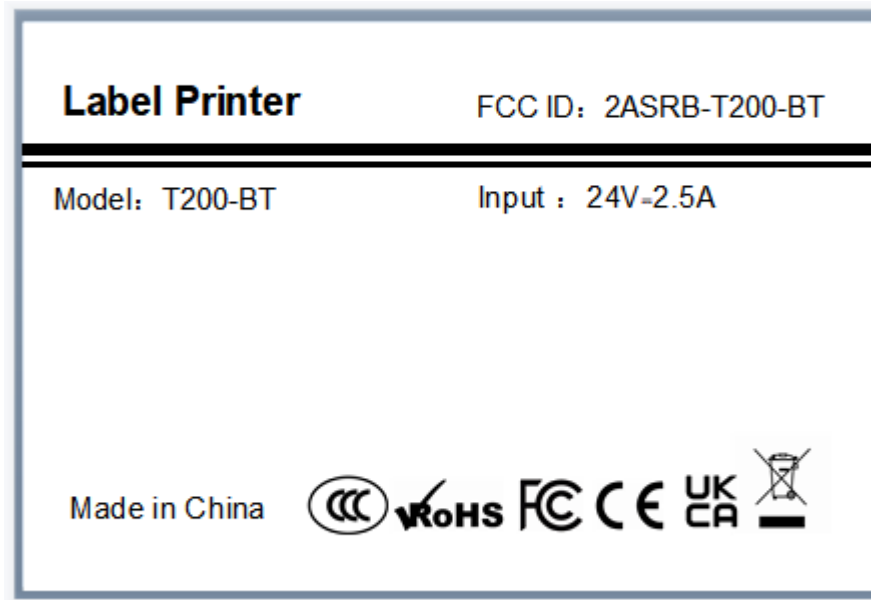 Label Printer
FCC ID：2ASRB-T200-BT
Model：T200-BT
Input ：24V=2.5A
Made in China
CCC RoHS FC CE UK
CA